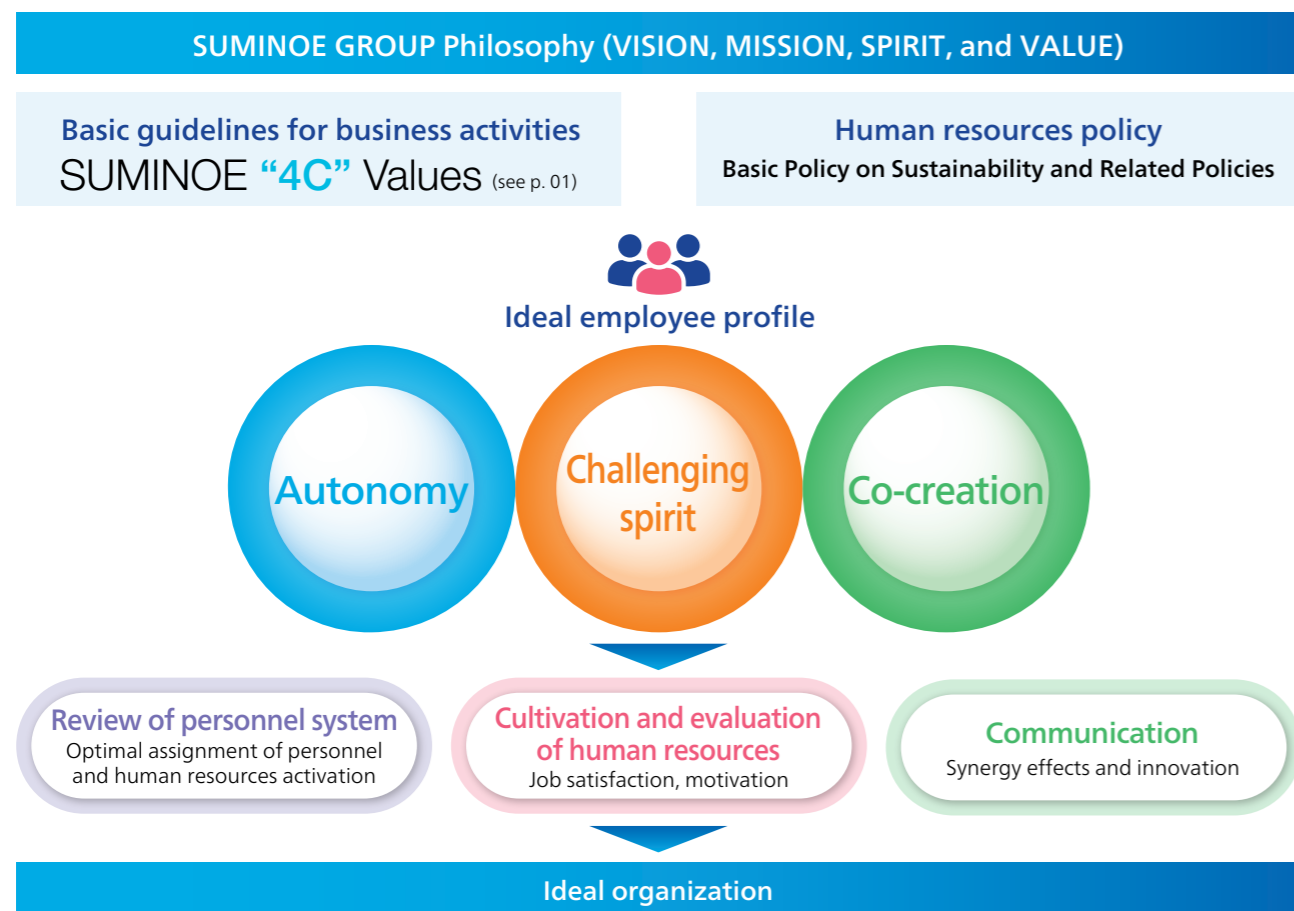 SUMINOE GROUP Philosophy (VISION, MISSION, SPIRIT, and VALUE)
Basic guidelines for business activities
SUMINOE “4C” Values (see p. 01)
Human resources policy
Basic Policy on Sustainability and Related Policies
Ideal employee profile
Autonomy
Challenging
spirit
Co-creation
Review of personnel system
Optimal assignment of personnel
and human resources activation
Cultivation and evaluation
of human resources
Job satisfaction, motivation
Communication
Synergy effects and innovation
Ideal organization